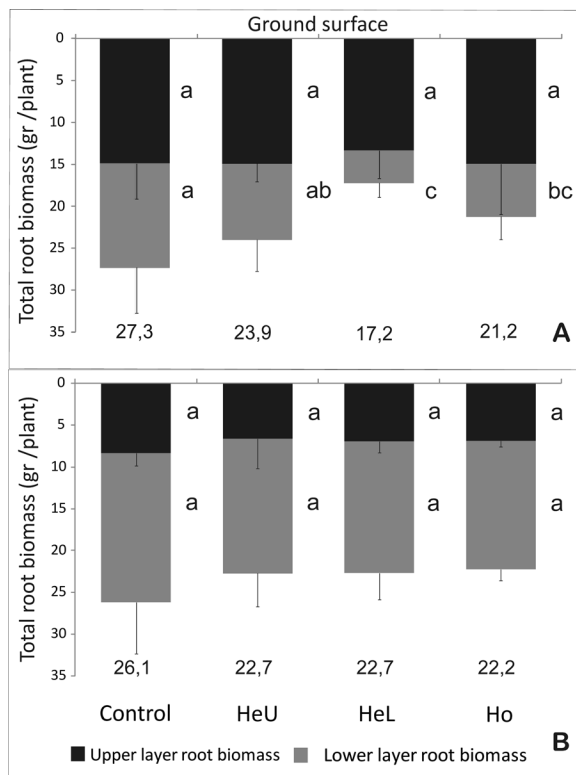 Ground surface
Total root biomass (gr /plant)
0
5
10
15
20
25
30
35
a a a a
a ab c bc
27,3 23,9 17,2 21,2
A
Total root biomass (gr /plant)
0
5
10
15
20
25
30
35
a a a a
a a a a
26,1 22,7 22,7 22,2
Control HeU HeL Ho
B
Upper layer root biomass Lower layer root biomass